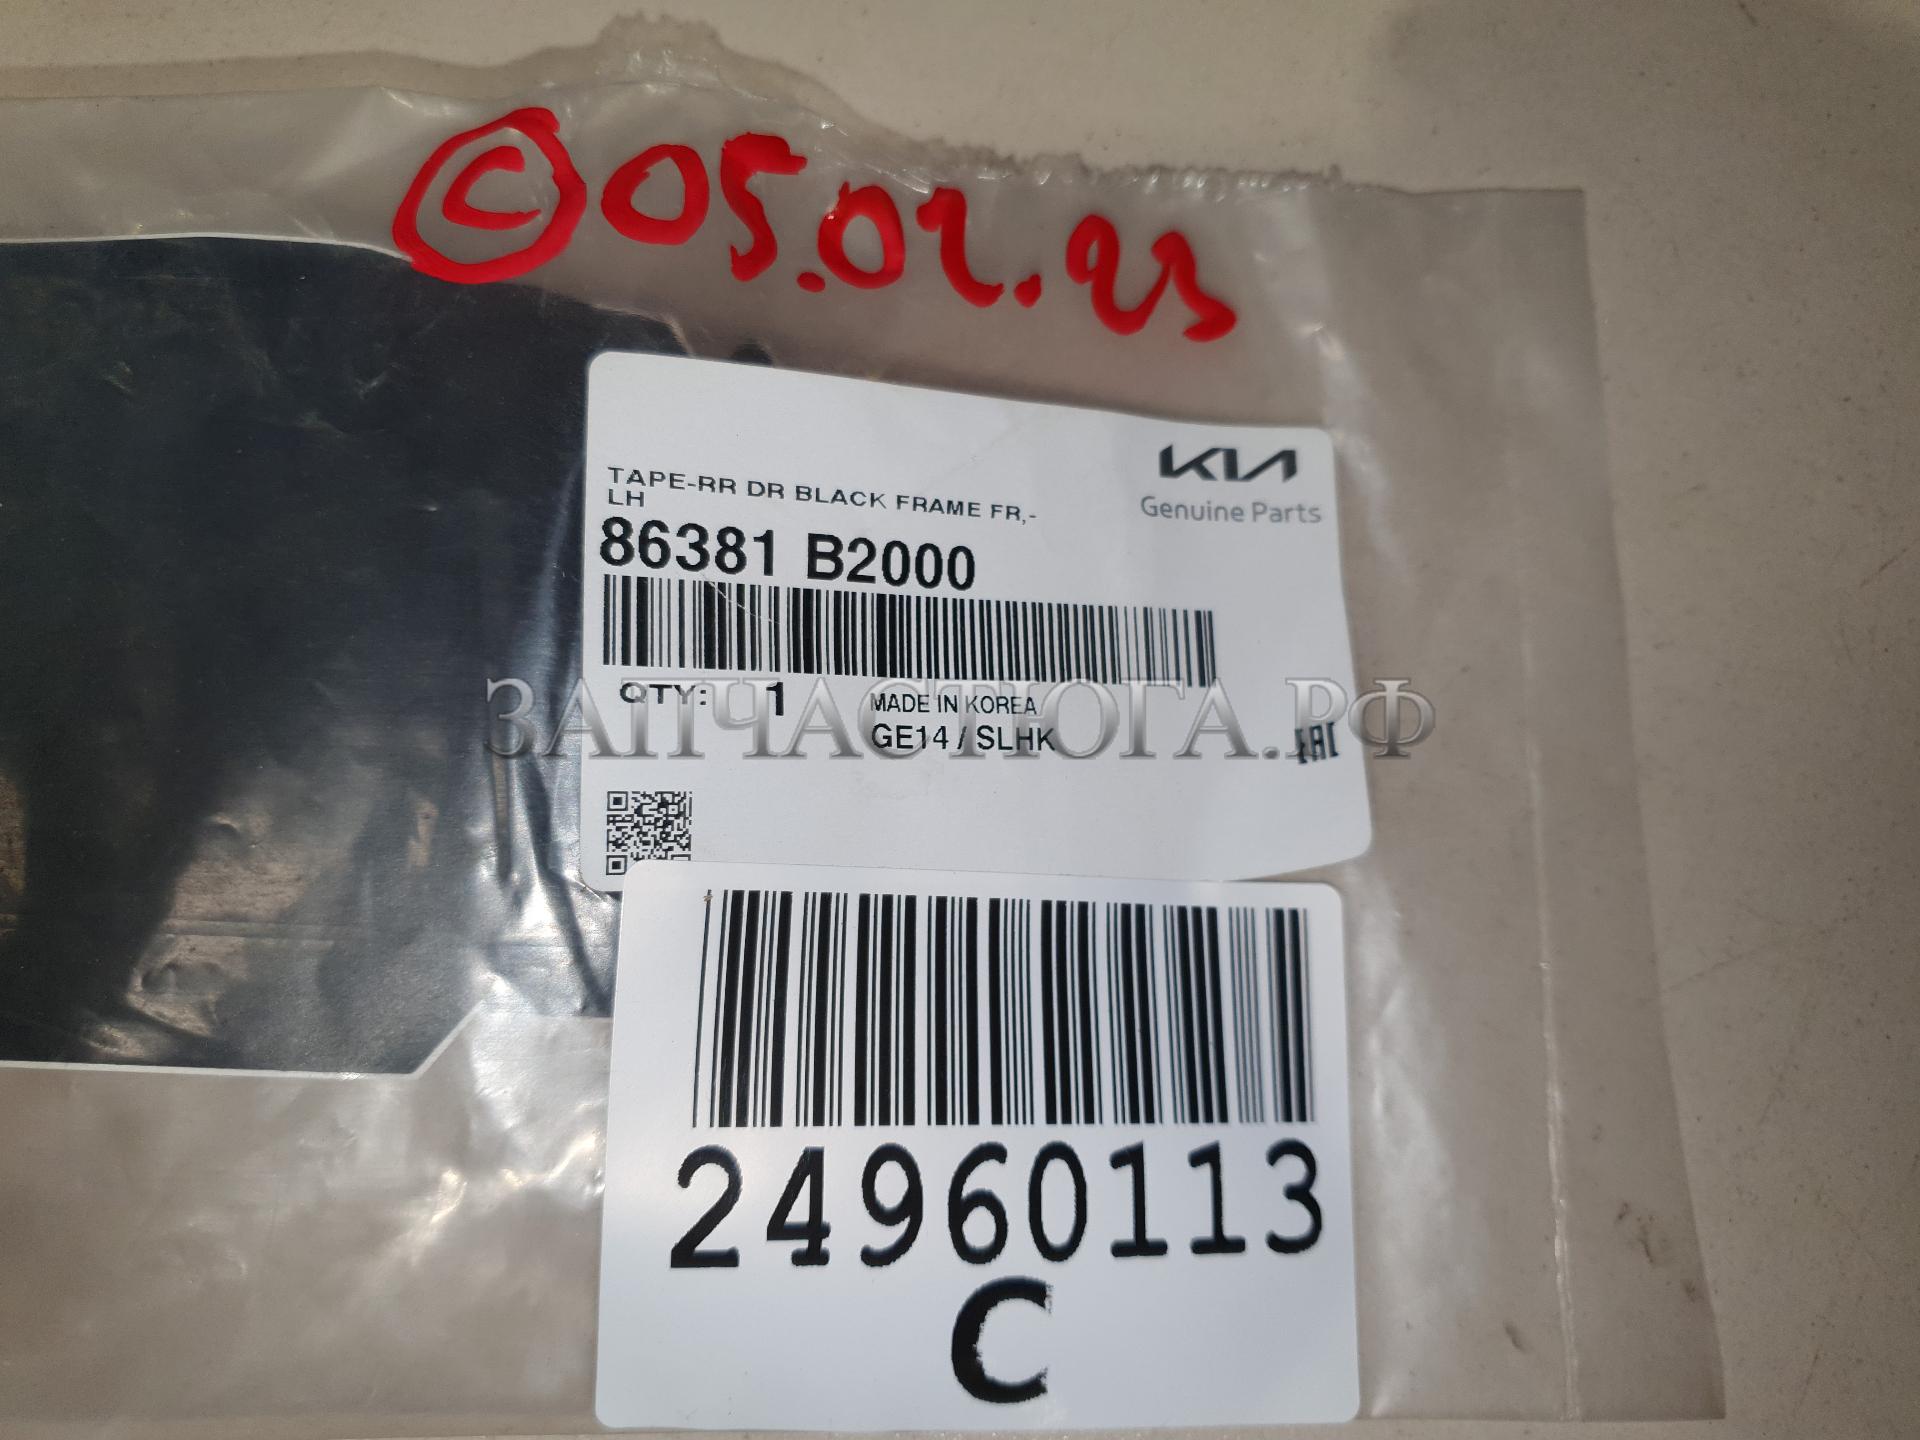 С 05.02.23
KIA
Genuine Parts
TAPE-RR DR BLACK FRAME FR,-
LH
86381 B2000
QTY: 1
MADE IN KOREA
GE14 / SLHK
EAC
ЗАПЧАСТЮГА.РФ
24960113
C